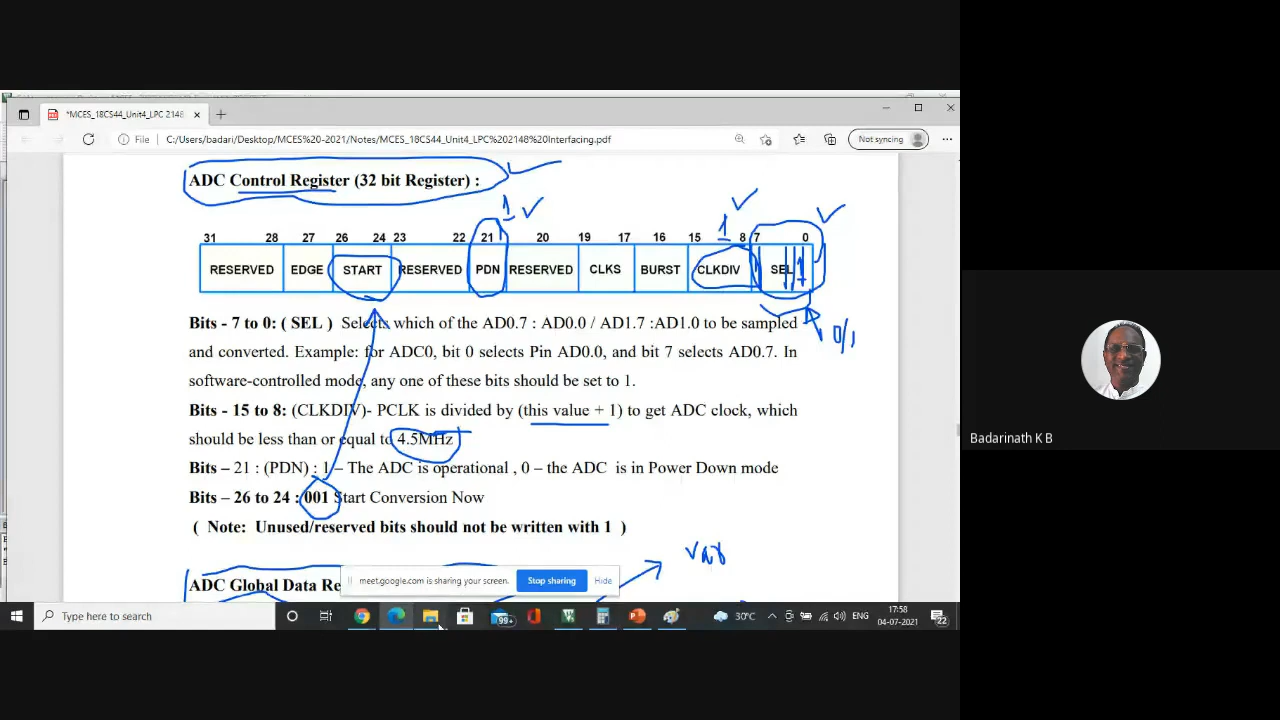 *MCES_18CS44_Unit4_LPC 2148
File
C:/Users/badari/Desktop/MCES%20-2021/Notes/MCES_18CS44_Unit4_LPC%202148%20Interfacing.pdf
Not syncing
ADC Control Register (32 bit Register) :
1
1
31 28 27 26 24 23 22 21 20 19 17 16 15 8 7 0
RESERVED EDGE START RESERVED PDN RESERVED CLKS BURST CLKDIV SEL
Bits - 7 to 0: ( SEL ) Selects which of the AD0.7 : AD0.0 / AD1.7 :AD1.0 to be sampled
0/1
and converted. Example: for ADC0, bit 0 selects Pin AD0.0, and bit 7 selects AD0.7. In
software-controlled mode, any one of these bits should be set to 1.
Bits - 15 to 8: (CLKDIV)- PCLK is divided by (this value + 1) to get ADC clock, which
should be less than or equal to 4.5MHz
Badarinath K B
Bits – 21 : (PDN) : 1 – The ADC is operational , 0 – the ADC is in Power Down mode
Bits – 26 to 24 : 001 Start Conversion Now
( Note: Unused/reserved bits should not be written with 1 )
ADC Global Data Re
meet.google.com is sharing your screen.
Stop sharing
Hide
Type here to search
99+
30°C
ENG
17:58
04-07-2021
22